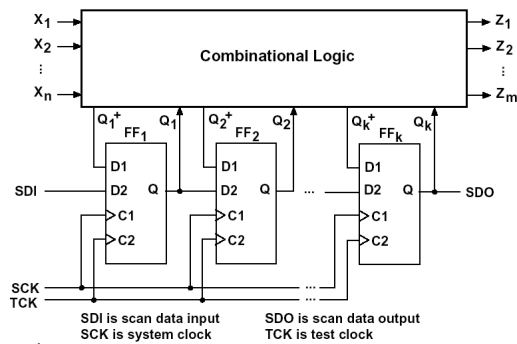 X1 Z1
X2 Combinational Logic Z2
⋮ ⋮
Xn Zm
Q1+ Q1 Q2+ Q2 Qk+ Qk
FF1 FF2 FFk
D1 D1 D1
SDI D2 Q D2 Q ... D2 Q SDO
C1 C1 C1
C2 C2 C2
SCK ...
TCK ...
SDI is scan data input SDO is scan data output
SCK is system clock TCK is test clock